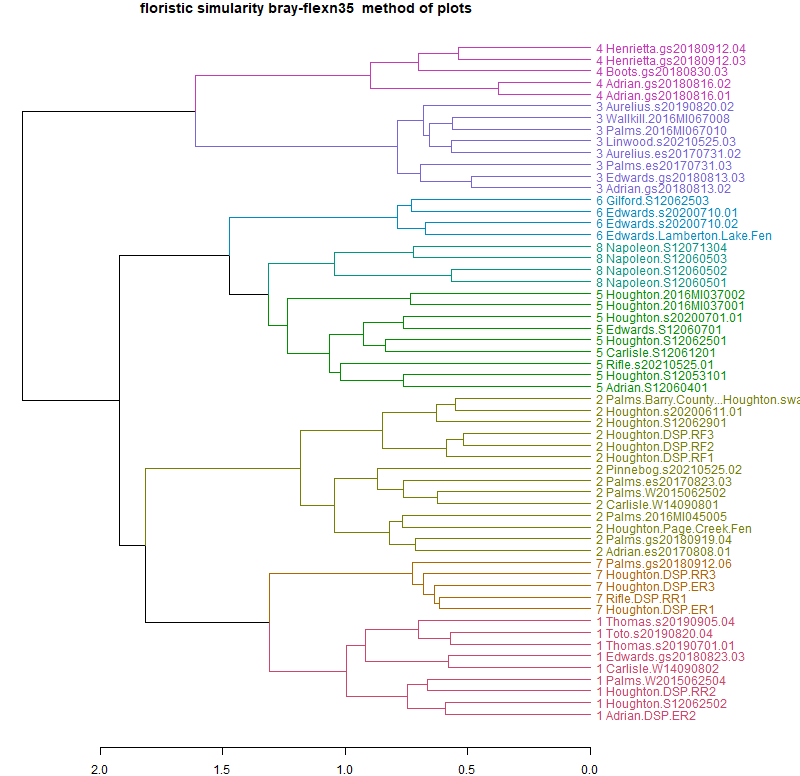 floristic simularity bray-flexn35 method of plots
4 Henrietta.gs20180912.04
4 Henrietta.gs20180912.03
4 Boots.gs20180830.03
4 Adrian.gs20180816.02
4 Adrian.gs20180816.01
3 Aurelius.s20190820.02
3 Wallkill.2016MI067008
3 Palms.2016MI067010
3 Linwood.s20210525.03
3 Aurelius.es20170731.02
3 Palms.es20170731.03
3 Edwards.gs20180813.03
3 Adrian.gs20180813.02
6 Gilford.S12062503
6 Edwards.s20200710.01
6 Edwards.s20200710.02
6 Edwards.Lamberton.Lake.Fen
8 Napoleon.S12071304
8 Napoleon.S12060503
8 Napoleon.S12060502
8 Napoleon.S12060501
5 Houghton.2016MI037002
5 Houghton.2016MI037001
5 Houghton.s20200701.01
5 Edwards.S12060701
5 Houghton.S12062501
5 Carlisle.S12061201
5 Rifle.s20210525.01
5 Houghton.S12053101
5 Adrian.S12060401
2 Palms.Barry.County...Houghton.swa
2 Houghton.s20200611.01
2 Houghton.S12062901
2 Houghton.DSP.RF3
2 Houghton.DSP.RF2
2 Houghton.DSP.RF1
2 Pinnebog.s20210525.02
2 Palms.es20170823.03
2 Palms.W2015062502
2 Carlisle.W14090801
2 Palms.2016MI045005
2 Houghton.Page.Creek.Fen
2 Palms.gs20180919.04
2 Adrian.es20170808.01
7 Palms.gs20180912.06
7 Houghton.DSP.RR3
7 Houghton.DSP.ER3
7 Rifle.DSP.RR1
7 Houghton.DSP.ER1
1 Thomas.s20190905.04
1 Toto.s20190820.04
1 Thomas.s20190701.01
1 Edwards.gs20180823.03
1 Carlisle.W14090802
1 Palms.W2015062504
1 Houghton.DSP.RR2
1 Houghton.S12062502
1 Adrian.DSP.ER2
2.0 1.5 1.0 0.5 0.0